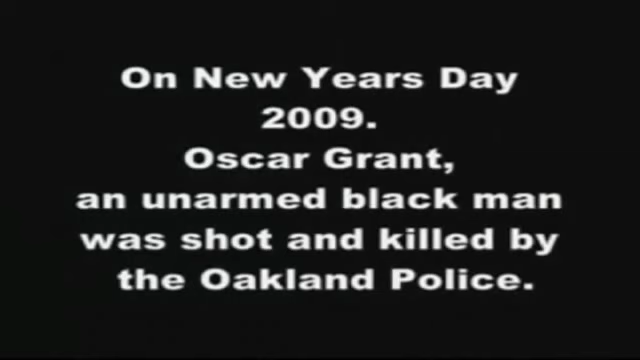 On New Years Day
2009.
Oscar Grant,
an unarmed black man
was shot and killed by
the Oakland Police.